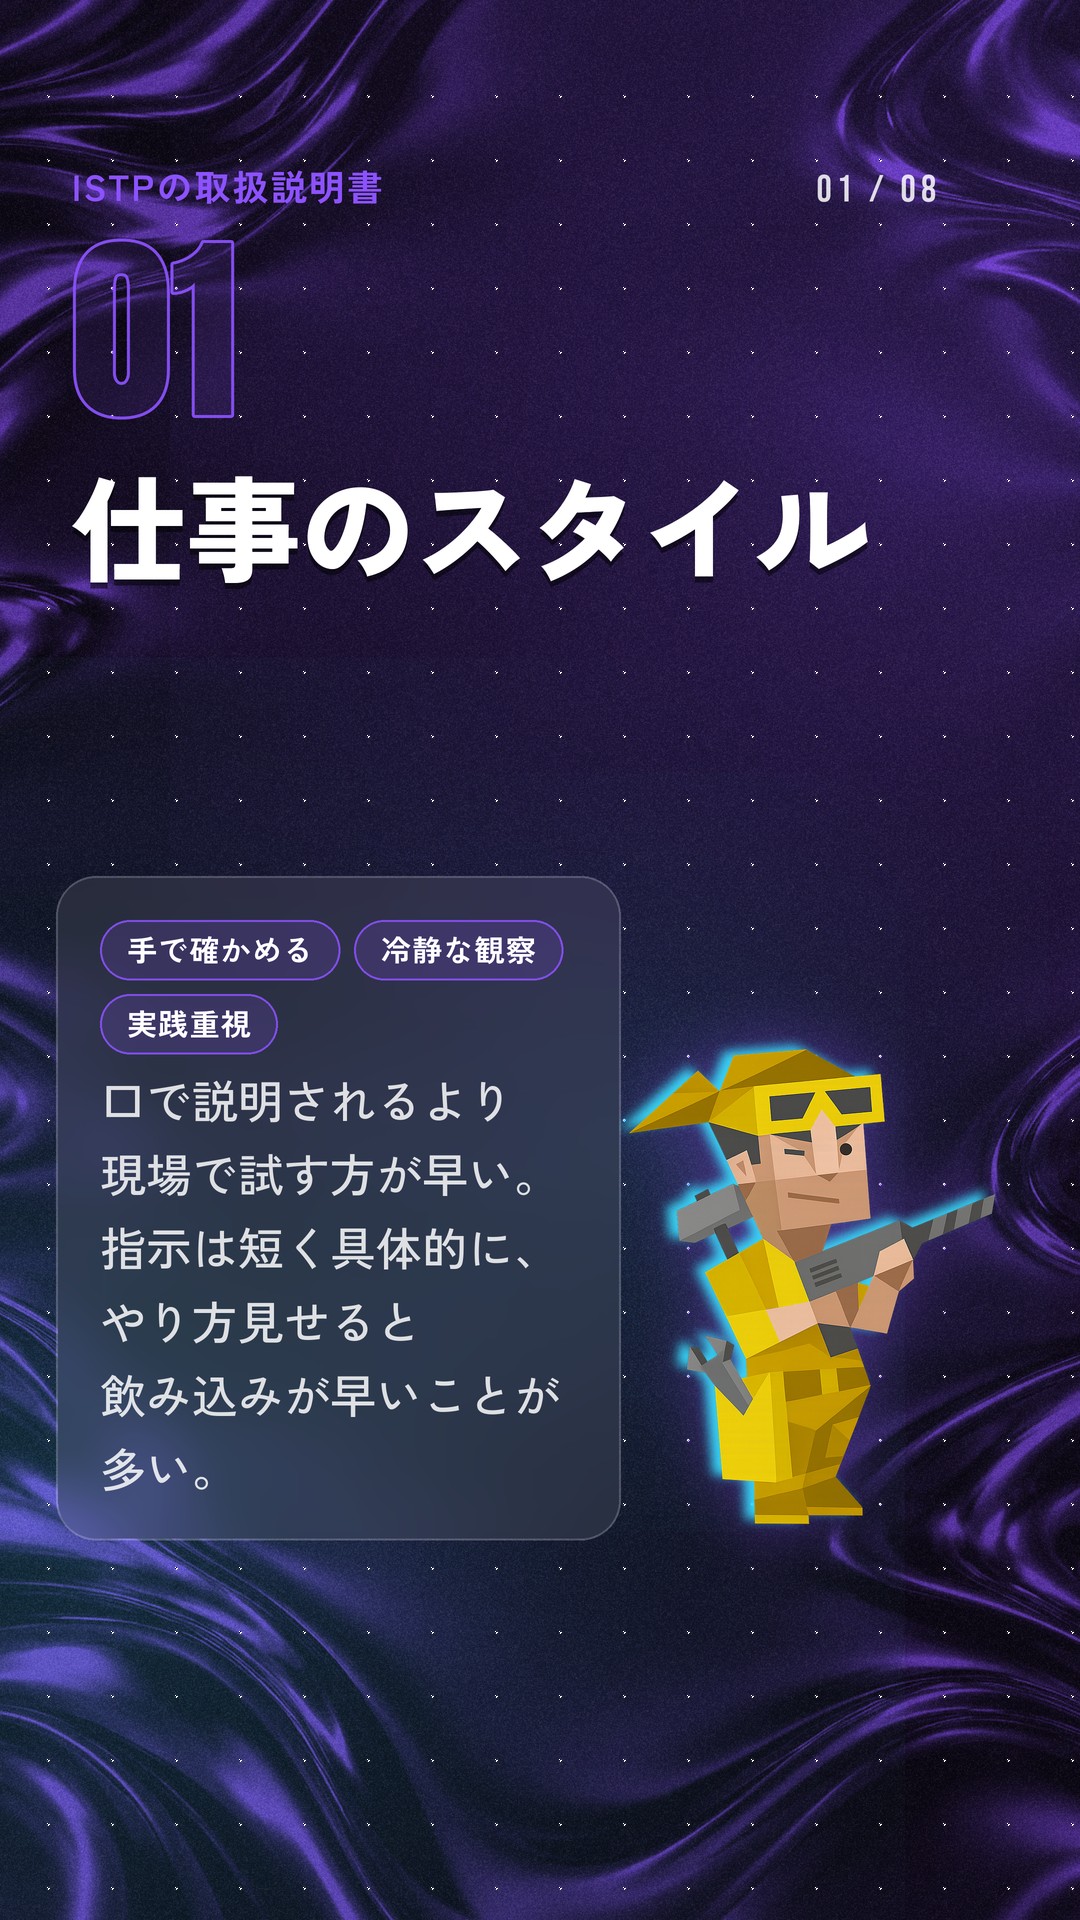 ISTPの取扱説明書
01 / 08
01
仕事のスタイル
手で確かめる
冷静な観察
実践重視
口で説明されるより
現場で試す方が早い。
指示は短く具体的に、
やり方見せると
飲み込みが早いことが
多い。